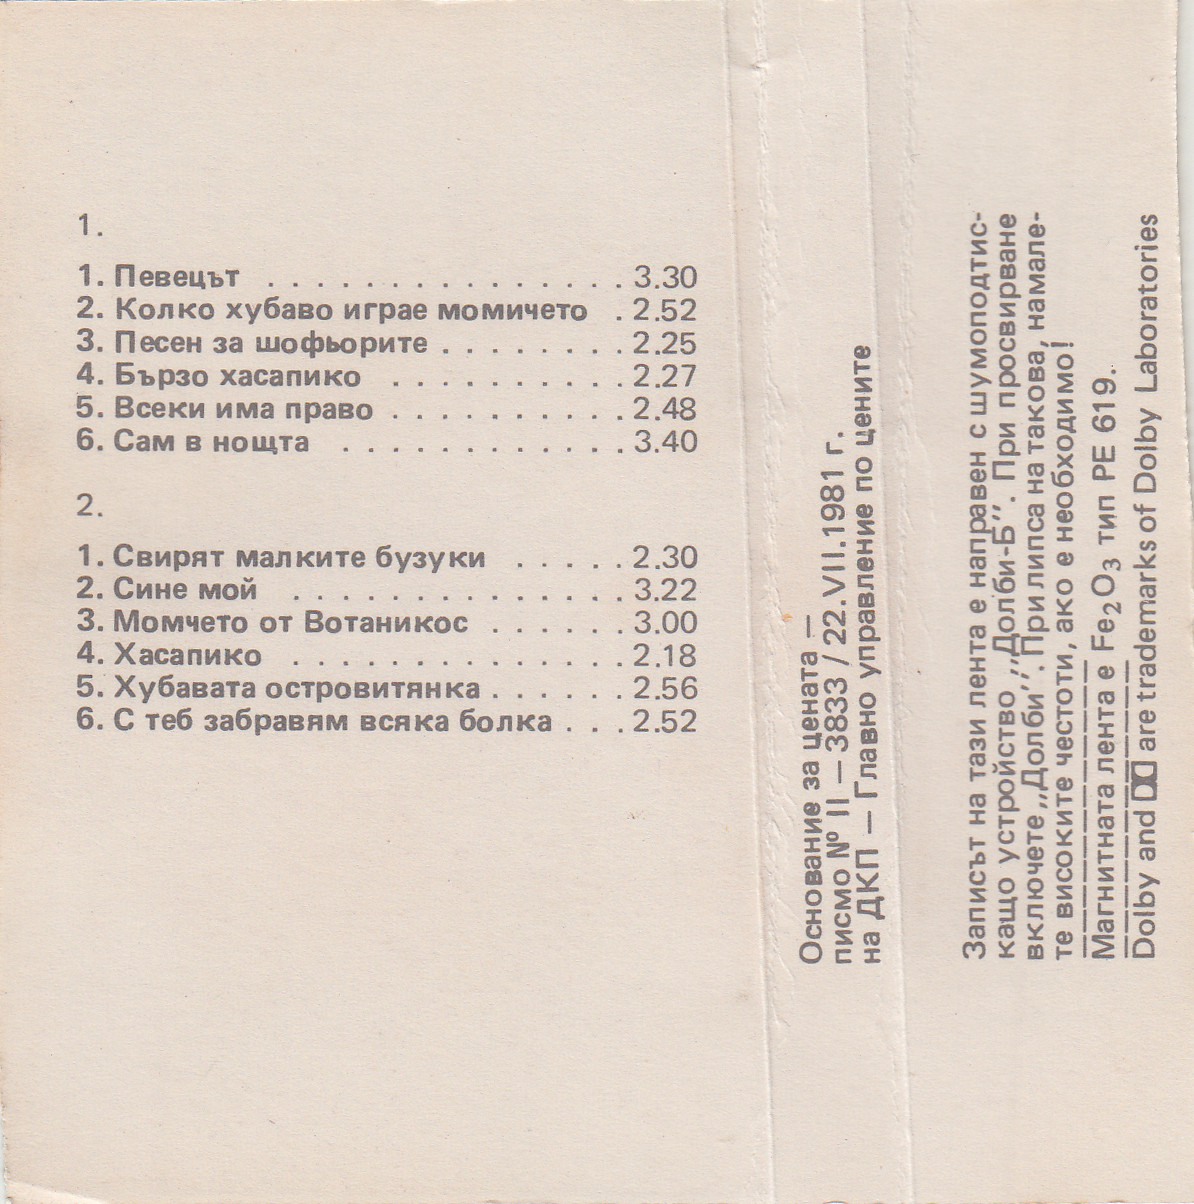 1.
1. Певецът . . . . . . . . . . . . . . . 3.30
2. Колко хубаво играе момичето . 2.52
3. Песен за шофьорите . . . . . . . . 2.25
4. Бързо хасапико . . . . . . . . . . 2.27
5. Всеки има право . . . . . . . . . . 2.48
6. Сам в нощта . . . . . . . . . . . . 3.40
2.
1. Свирят малките бузуки . . . . . 2.30
2. Сине мой . . . . . . . . . . . . . . 3.22
3. Момчето от Вотаникос . . . . . . 3.00
4. Хасапико . . . . . . . . . . . . . . 2.18
5. Хубавата островитянка . . . . . . 2.56
6. С теб забравям всяка болка . . . 2.52
Основание за цената –
писмо № II – 3833 / 22.VII.1981 г.
на ДКП – Главно управление по цените
Записът на тази лента е направен с шумоподтис-
кащо устройство „Долби-Б”. При просвирване
включете „Долби”. При липса на такова, намале-
те високите честоти, ако е необходимо!
Магнитната лента е Fe2O3 тип PE 619.
Dolby and DD are trademarks of Dolby Laboratories